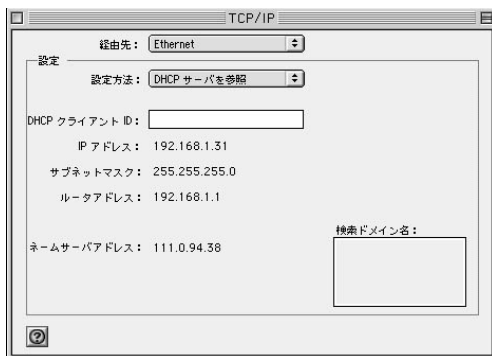 TCP/IP
経由先： Ethernet
設定
設定方法： DHCP サーバを参照
DHCP クライアント ID：
IP アドレス： 192.168.1.31
サブネットマスク： 255.255.255.0
ルータアドレス： 192.168.1.1
検索ドメイン名：
ネームサーバアドレス： 111.0.94.38
?